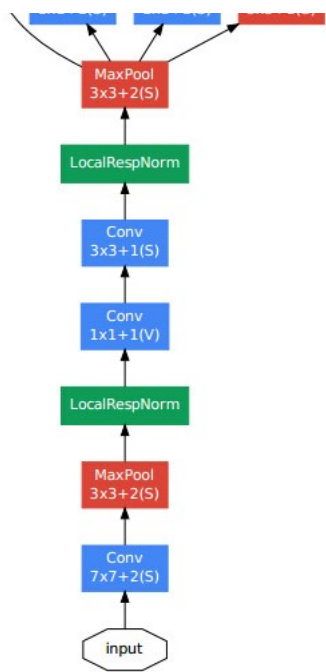 MaxPool
3x3+2(S)
LocalRespNorm
Conv
3x3+1(S)
Conv
1x1+1(V)
LocalRespNorm
MaxPool
3x3+2(S)
Conv
7x7+2(S)
input